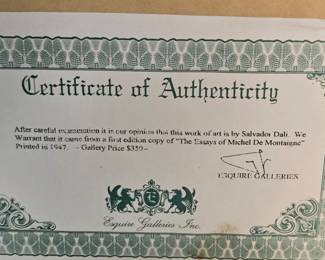 Certificate of Authenticity
After careful examination it is in our opinion that this work of art is by Salvador Dali. We
Warrant that it came from a first edition copy of "The Essays of Michel De Montaigne"
Printed in 1947. -- Gallery Price $350--
ESQUIRE GALLERIES
Esquire Galleries Inc.